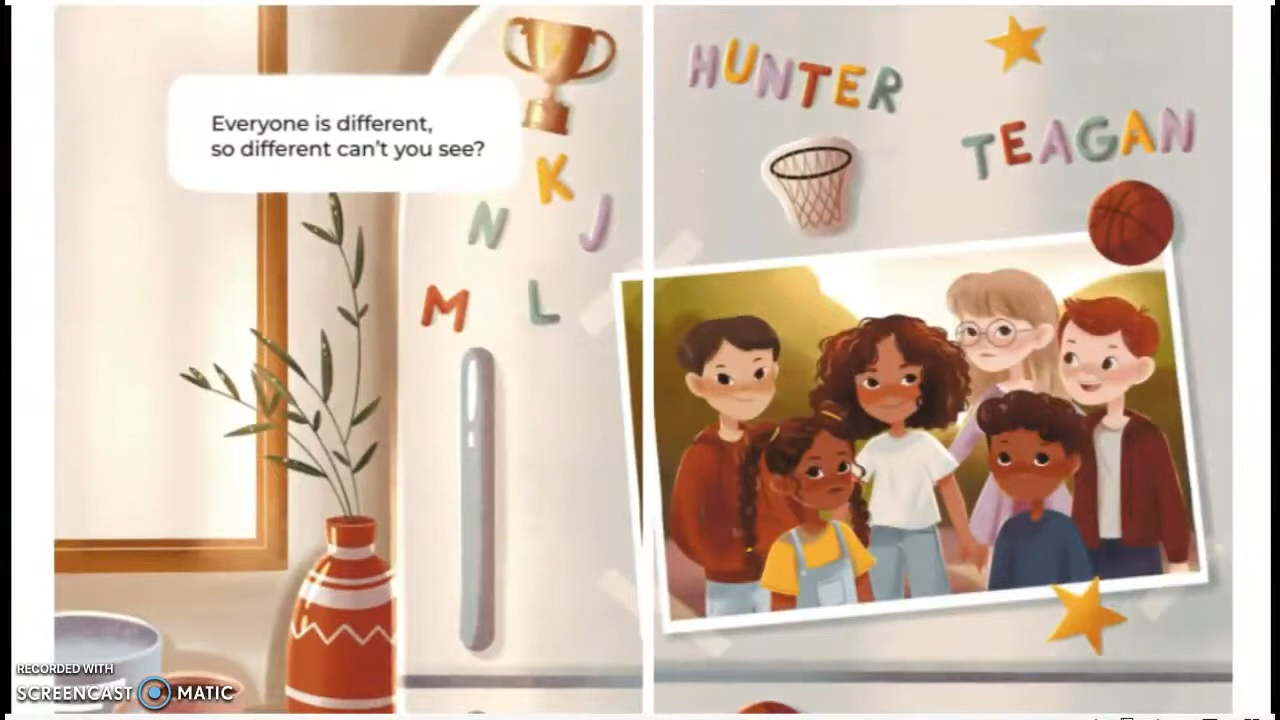 Everyone is different,
so different can't you see?
K
N
J
M
L
HUNTER
TEAGAN
RECORDED WITH
SCREENCAST MATIC